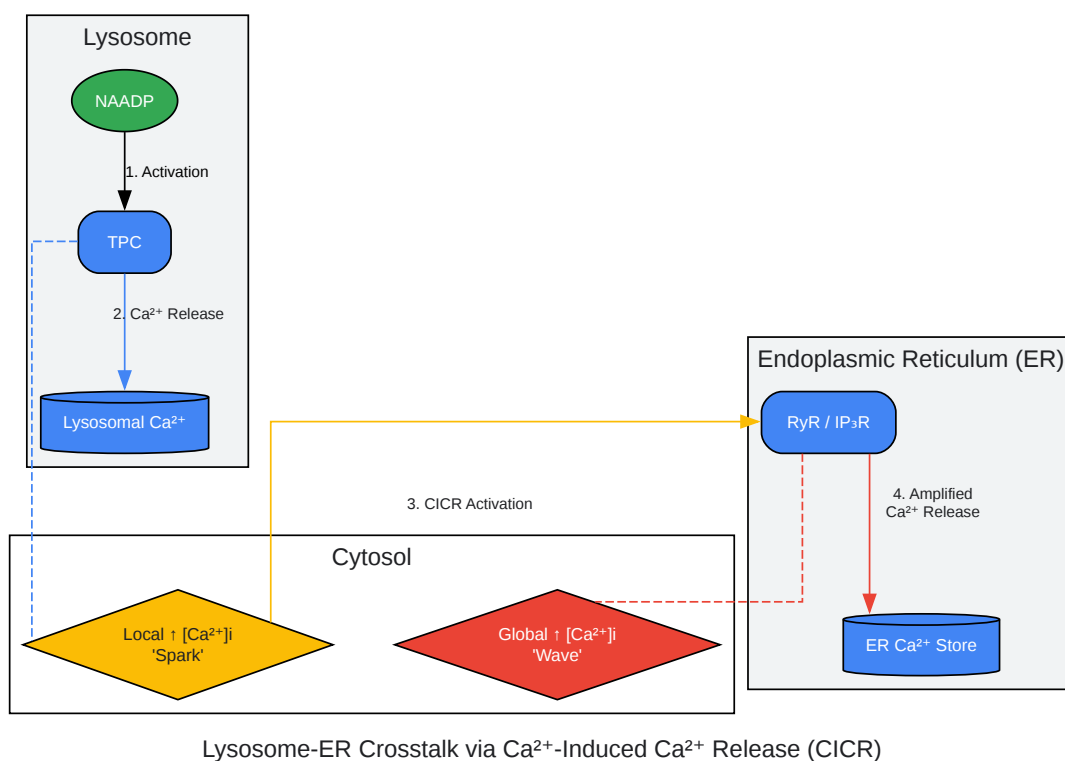 Lysosome
NAADP
1. Activation
TPC
2. Ca²⁺ Release
Lysosomal Ca²⁺
Endoplasmic Reticulum (ER)
RyR / IP₃R
3. CICR Activation
4. Amplified
Ca²⁺ Release
Cytosol
Local ↑ [Ca²⁺]i
'Spark'
Global ↑ [Ca²⁺]i
'Wave'
ER Ca²⁺ Store
Lysosome-ER Crosstalk via Ca²⁺-Induced Ca²⁺ Release (CICR)